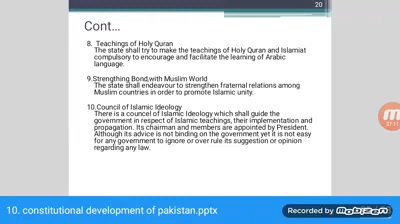 20
Cont…
8. Teachings of Holy Quran
The state shall try to make the teachings of Holy Quran and Islamiat
compulsory to encourage and facilitate the learning of Arabic
language.
9.Strengthing Bond,with Muslim World
The state shall endeavour to strengthen fraternal relations among
Muslim countries in order to promote Islamic unity.
10.Council of Islamic Ideology
There is a councel of Islamic Ideology which shall guide the
government in respect of Islamic teachings, their implementation and
propagation. Its chairman and members are appointed by President.
Although its advice is not binding on the government yet it is not easy
for any government to ignore or over rule its suggestion or opinion
regarding any law.
27:11
10. constitutional development of pakistan.pptx
Recorded by
MOBIZEN